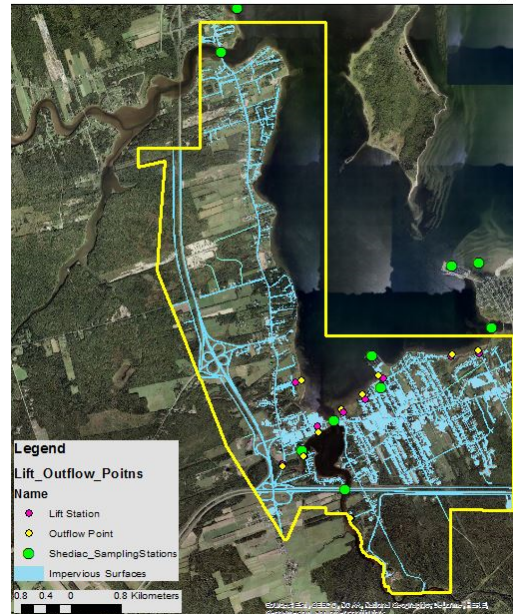 Legend
Lift_Outflow_Poitns
Name
Lift Station
Outflow Point
Shediac_SamplingStations
Impervious Surfaces
0.8 0.4 0 0.8 Kilometers